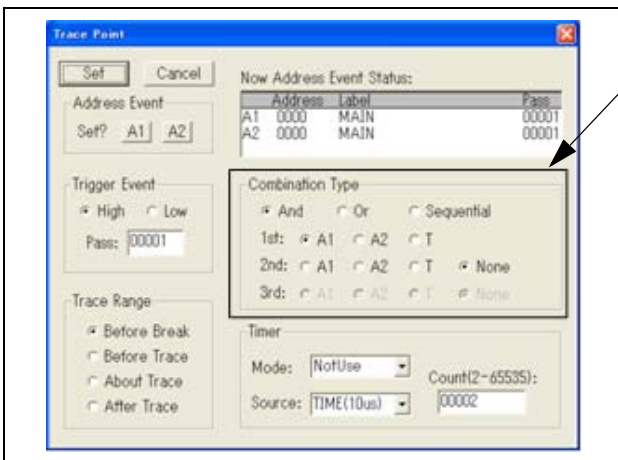 Trace Point
Set Cancel
Address Event
Set? A1 A2
Now Address Event Status:
Address Label Pass
A1 0000 MAIN 00001
A2 0000 MAIN 00001
Trigger Event
High Low
Pass: 00001
Combination Type
And Or Sequential
1st: A1 A2 T
2nd: A1 A2 T None
3rd: A1 A2 T None
Trace Range
Before Break
Before Trace
About Trace
After Trace
Timer
Mode: NotUse
Count(2-65535):
Source: TIME(10us) 00002